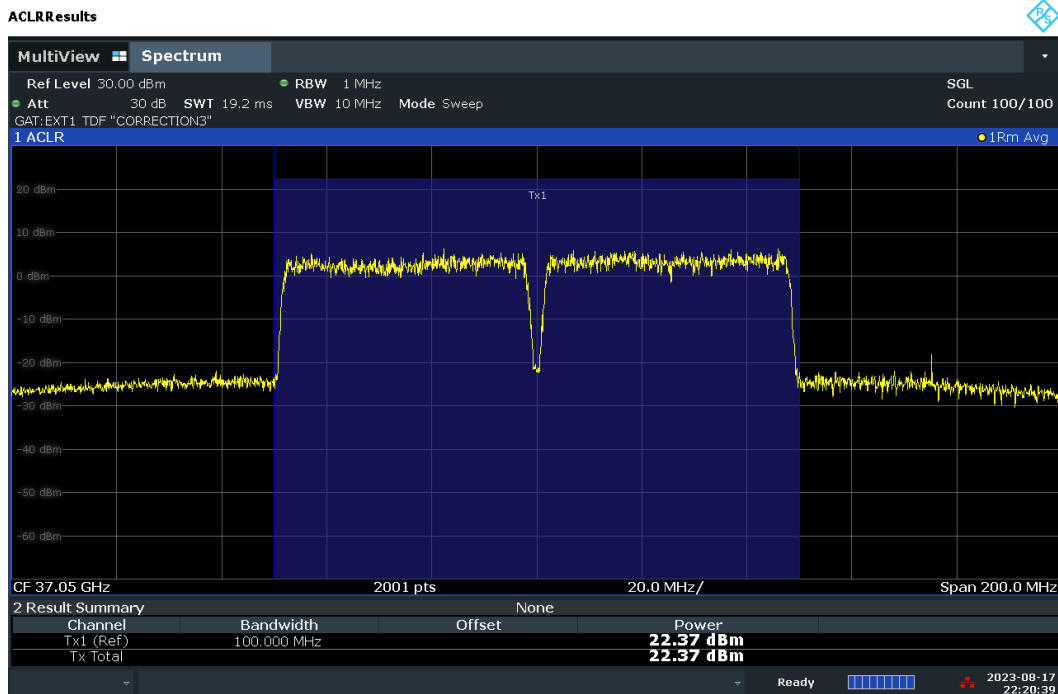 ACLRResults
R&S
MultiView Spectrum
Ref Level 30.00 dBm RBW 1 MHz SGL
Att 30 dB SWT 19.2 ms VBW 10 MHz Mode Sweep Count 100/100
GAT:EXT1 TDF "CORRECTION3"
1 ACLR 1Rm Avg
Tx1
20 dBm
10 dBm
0 dBm
-10 dBm
-20 dBm
-30 dBm
-40 dBm
-50 dBm
-60 dBm
CF 37.05 GHz 2001 pts 20.0 MHz/ Span 200.0 MHz
2 Result Summary None
Channel Bandwidth Offset Power
Tx1 (Ref) 100.000 MHz 22.37 dBm
Tx Total 22.37 dBm
Ready 2023-08-17
22:20:39